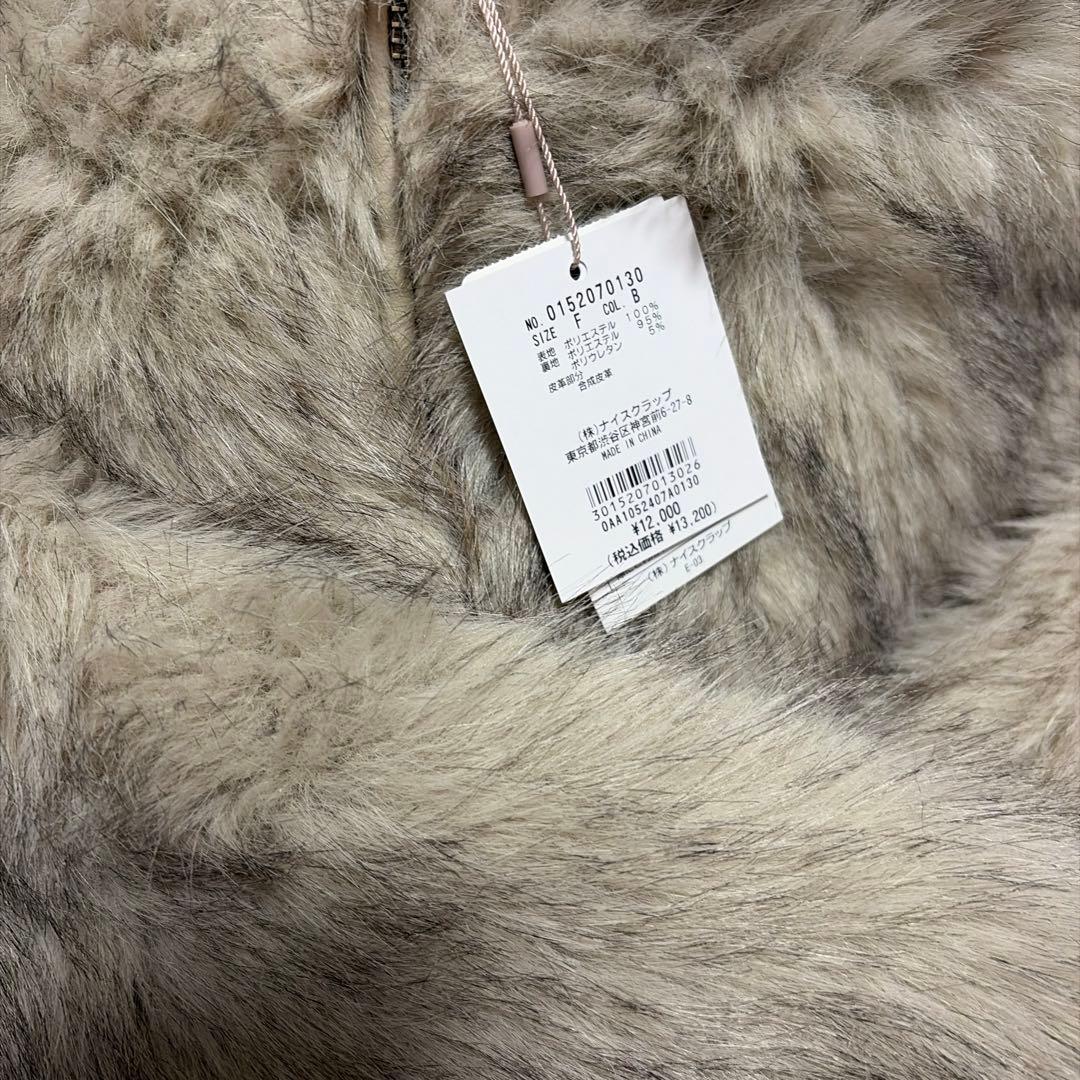 NO. 0152070130
SIZE F COL. B
表地 ポリエステル 100%
裏地 ポリエステル 95%
ポリウレタン 5%
皮革部分
合成皮革
(株)ナイスクラップ
東京都渋谷区神宮前6-27-8
MADE IN CHINA
3015207013026
0AA1052407A0130
¥12,000
(税込価格 ¥13,200)
(株)ナイスクラップ
E-03